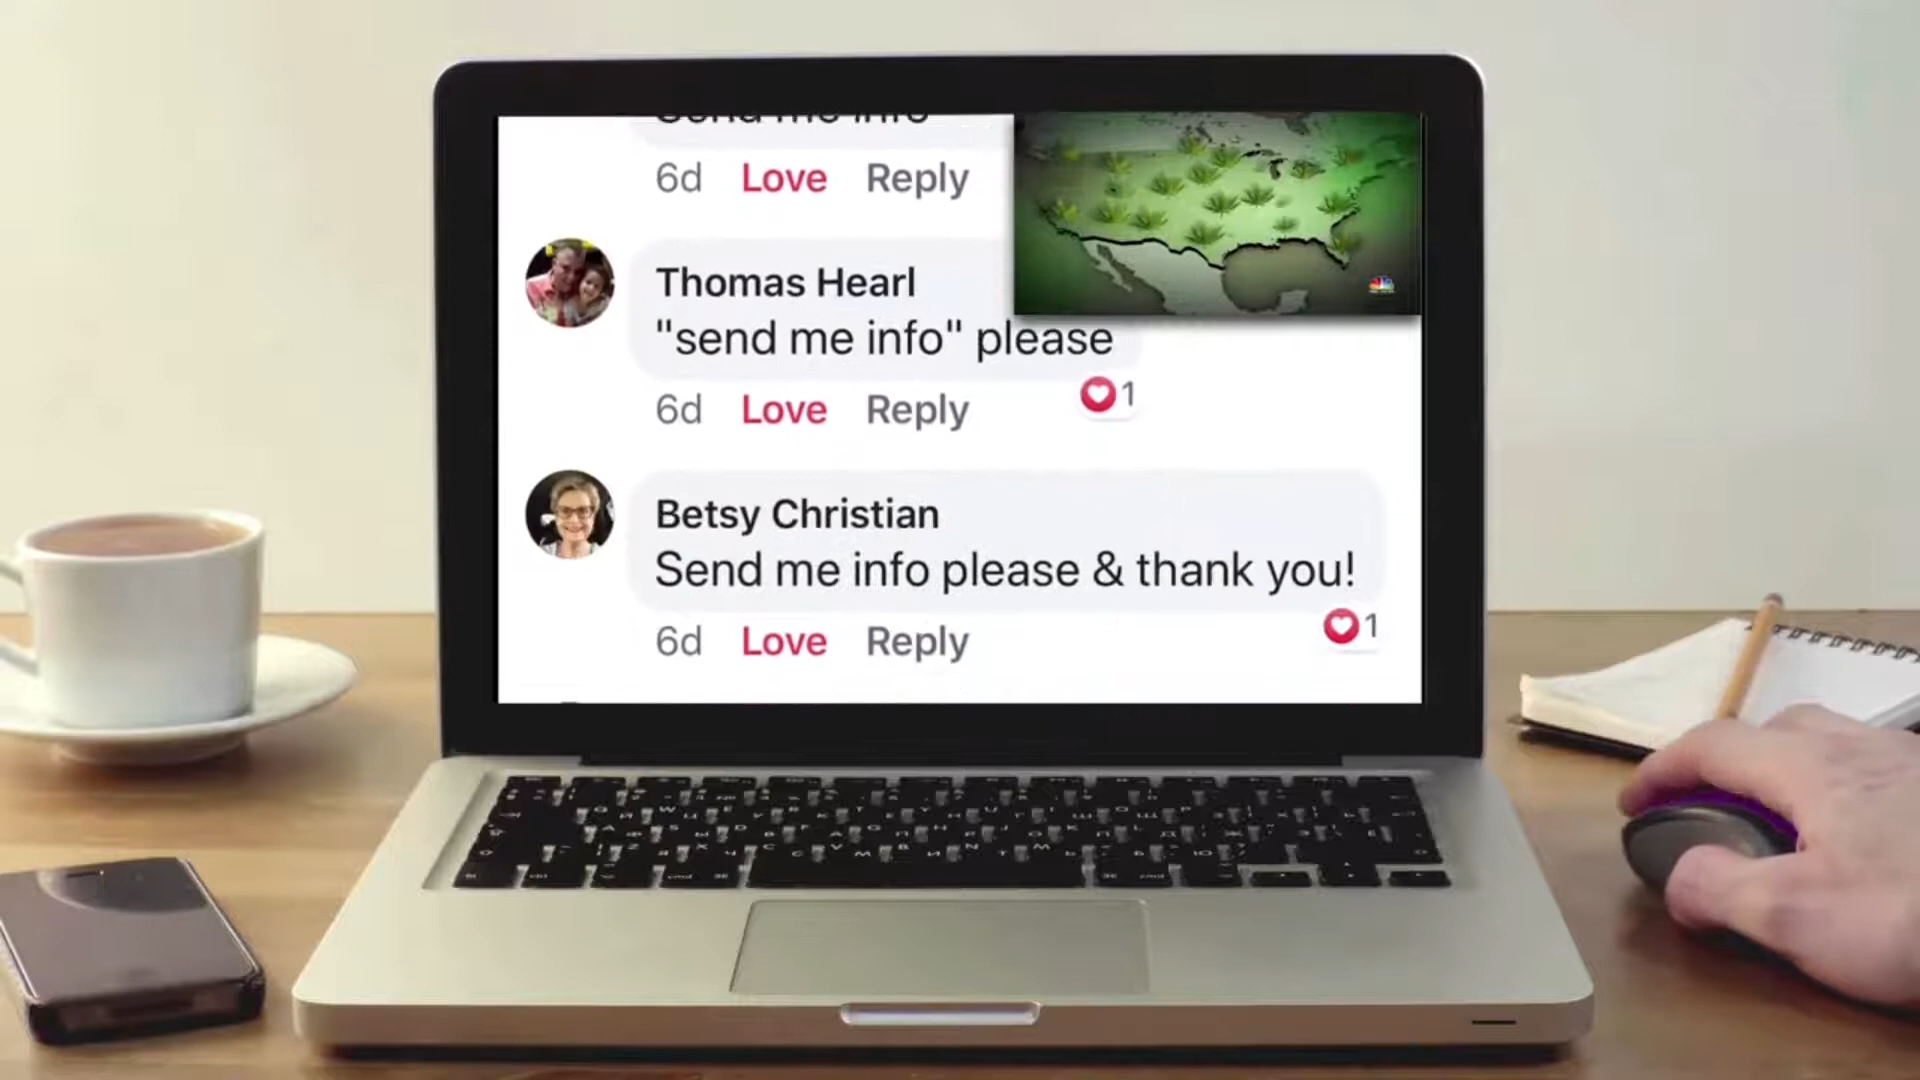 6d Love Reply
Thomas Hearl
"send me info" please
6d Love Reply
1
Betsy Christian
Send me info please & thank you!
6d Love Reply
1